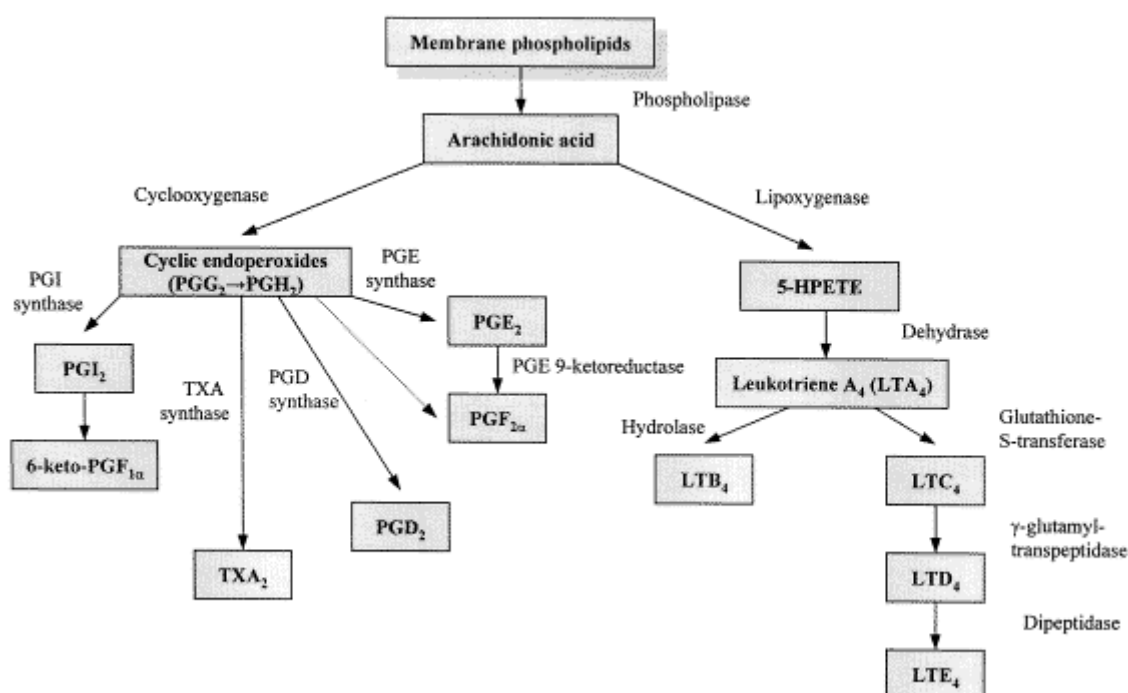 Membrane phospholipids
Phospholipase
Arachidonic acid
Cyclooxygenase
Lipoxygenase
Cyclic endoperoxides
(PGG₂→PGH₂)
PGI
synthase
PGE
synthase
5-HPETE
PGE₂
Dehydrase
PGI₂
TXA
synthase
PGD
synthase
PGE 9-ketoreductase
Leukotriene A₄ (LTA₄)
PGF₂α
Hydrolase
Glutathione-
S-transferase
6-keto-PGF₁α
LTB₄
LTC₄
PGD₂
γ-glutamyl-
transpeptidase
TXA₂
LTD₄
Dipeptidase
LTE₄